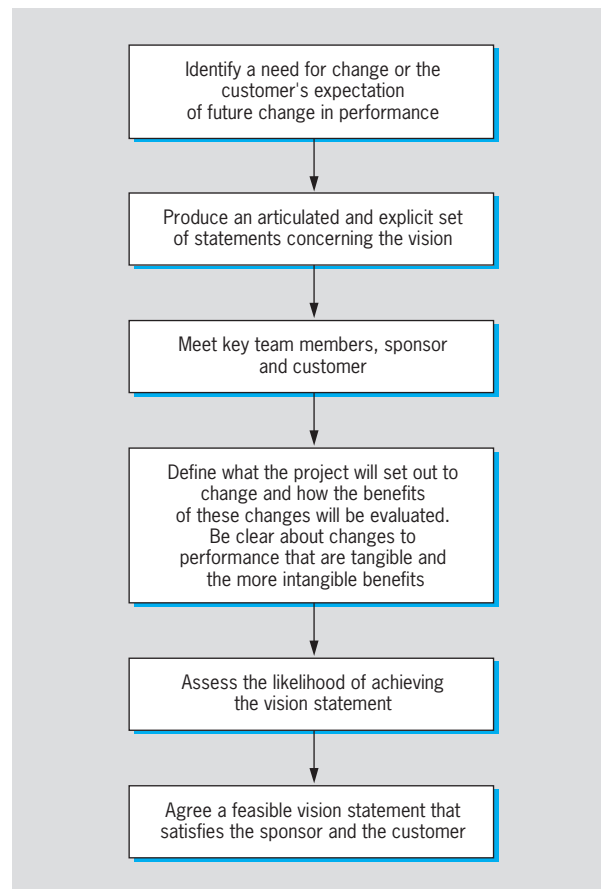 Identify a need for change or the
customer's expectation
of future change in performance
Produce an articulated and explicit set
of statements concerning the vision
Meet key team members, sponsor
and customer
Define what the project will set out to
change and how the benefits
of these changes will be evaluated.
Be clear about changes to
performance that are tangible and
the more intangible benefits
Assess the likelihood of achieving
the vision statement
Agree a feasible vision statement that
satisfies the sponsor and the customer